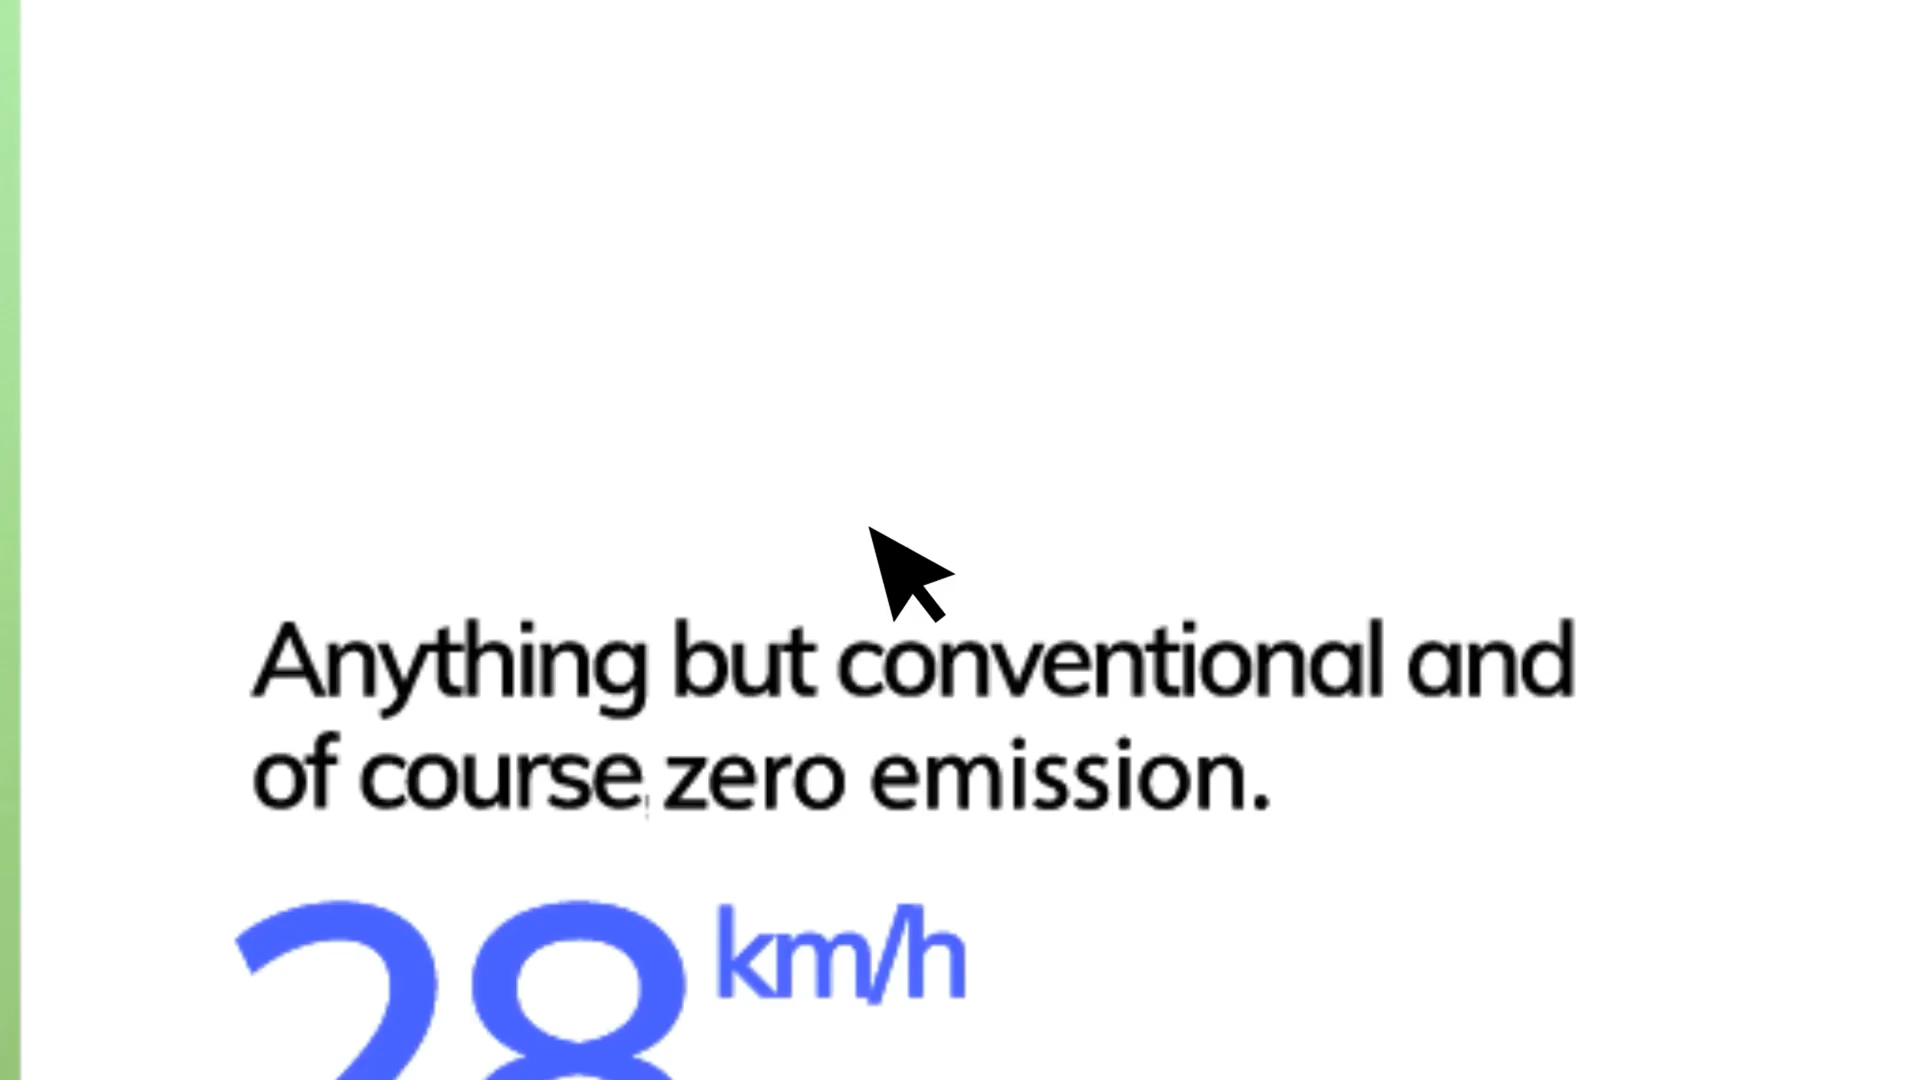 Anything but conventional and
of course, zero emission.
28 km/h